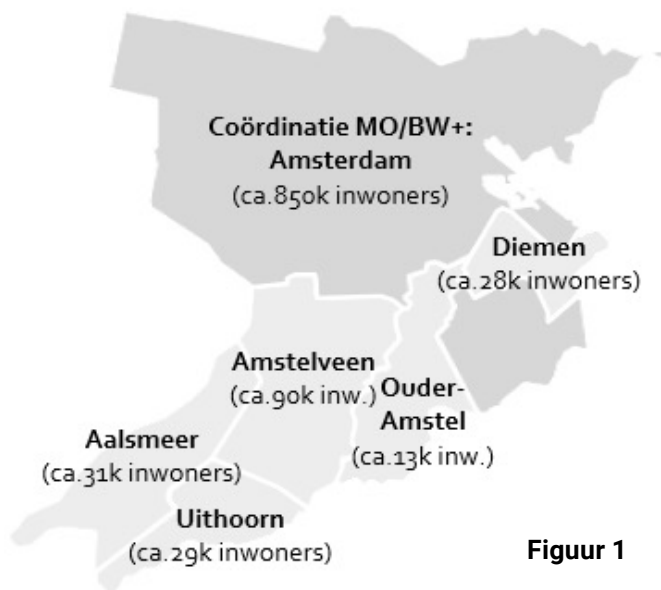 Coördinatie MO/BW+:
Amsterdam
(ca.850k inwoners)
Diemen
(ca.28k inwoners)
Amstelveen
(ca.90k inw.)
Ouder-
Amstel
(ca.13k inw.)
Aalsmeer
(ca.31k inwoners)
Uithoorn
(ca.29k inwoners)
Figuur 1